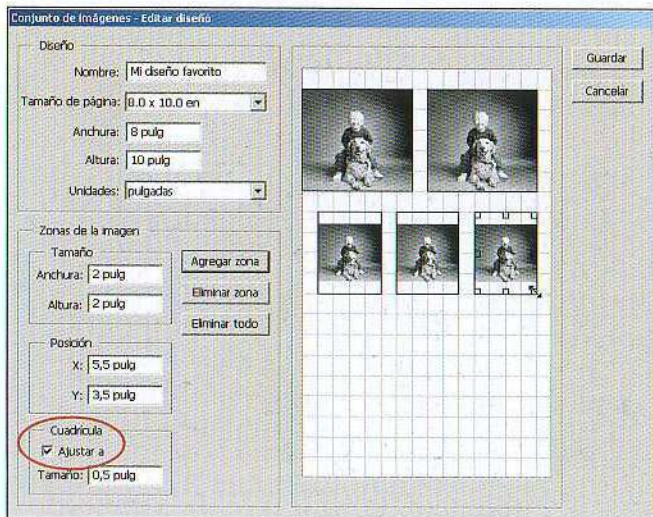 Conjunto de imágenes - Editar diseño
Diseño
Nombre: Mi diseño favorito
Tamaño de página: 8.0 x 10.0 en
Anchura: 8 pulg
Altura: 10 pulg
Unidades: pulgadas
Zonas de la imagen
Tamaño
Anchura: 2 pulg
Altura: 2 pulg
Agregar zona
Eliminar zona
Eliminar todo
Posición
X: 5,5 pulg
Y: 3,5 pulg
Cuadrícula
Ajustar a
Tamaño: 0,5 pulg
Guardar
Cancelar